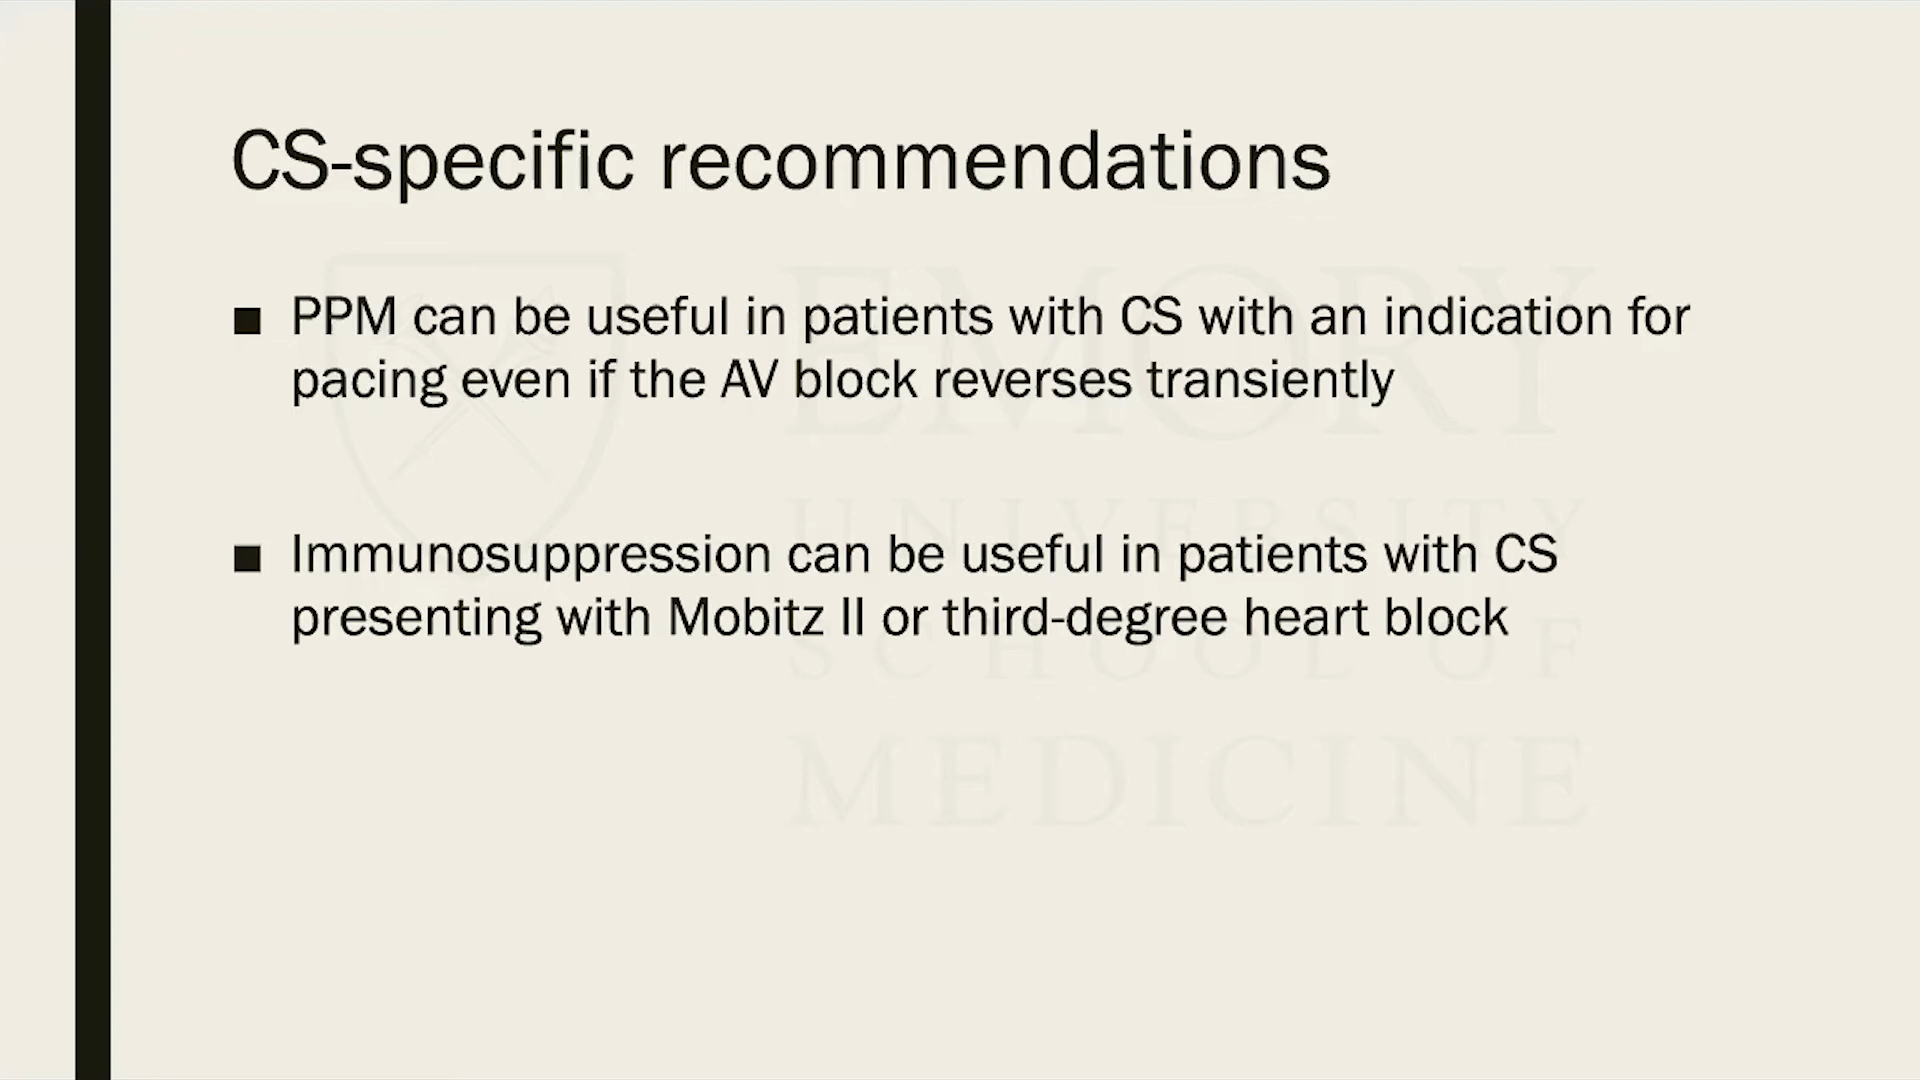 CS-specific recommendations
■ PPM can be useful in patients with CS with an indication for
pacing even if the AV block reverses transiently
■ Immunosuppression can be useful in patients with CS
presenting with Mobitz II or third-degree heart block
EMORY
UNIVERSITY
SCHOOL OF
MEDICINE